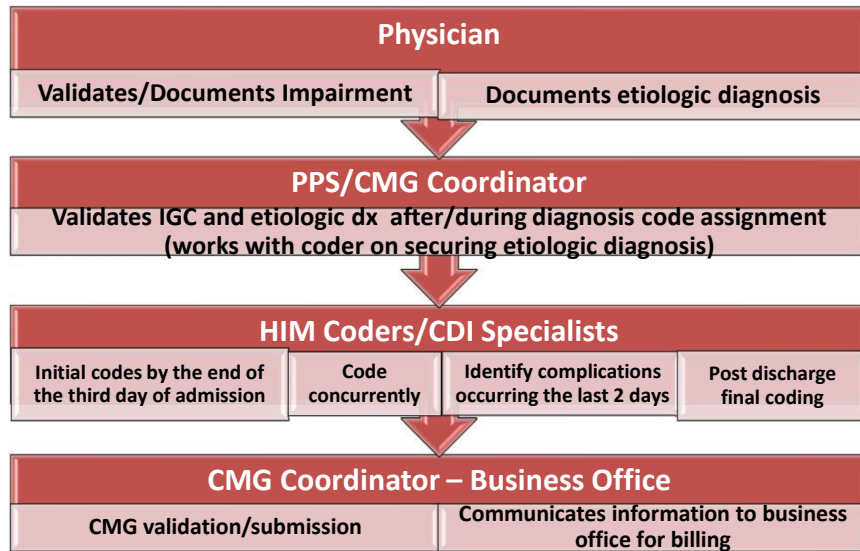 Physician
Validates/Documents Impairment
Documents etiologic diagnosis
PPS/CMG Coordinator
Validates IGC and etiologic dx after/during diagnosis code assignment
(works with coder on securing etiologic diagnosis)
HIM Coders/CDI Specialists
Initial codes by the end of
the third day of admission
Code
concurrently
Identify complications
occurring the last 2 days
Post discharge
final coding
CMG Coordinator – Business Office
CMG validation/submission
Communicates information to business
office for billing